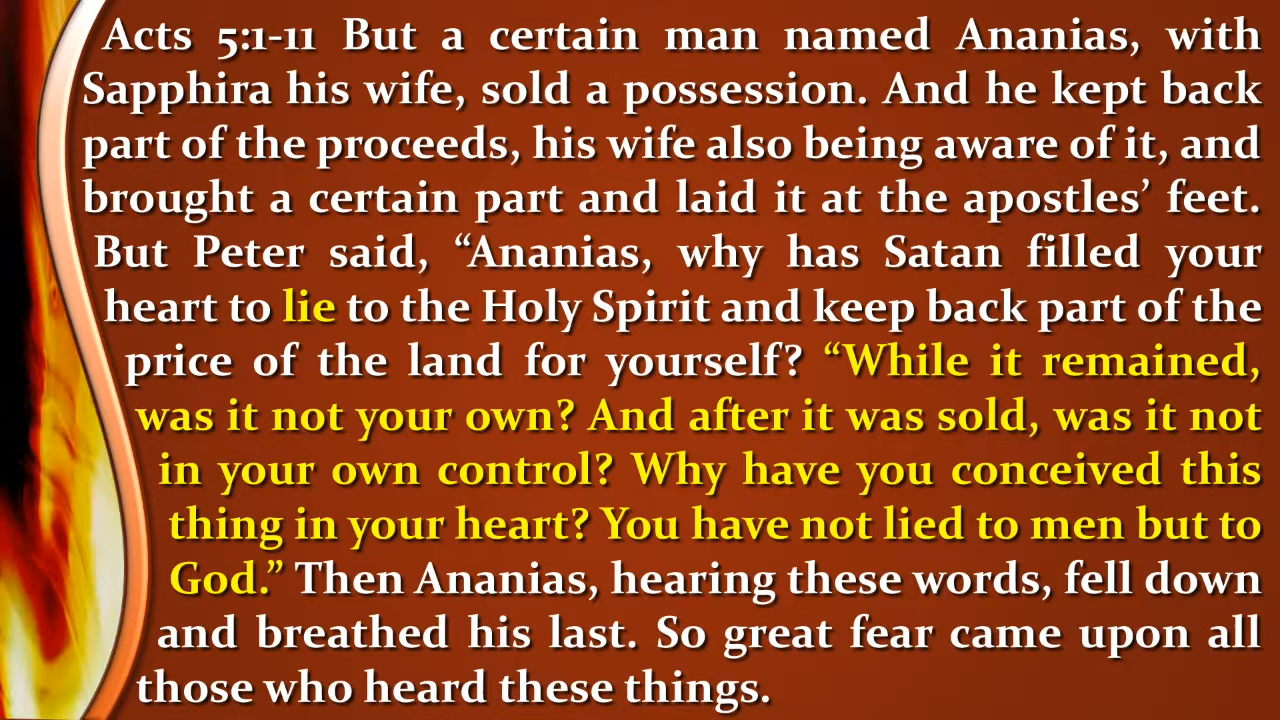 Acts 5:1-11 But a certain man named Ananias, with
Sapphira his wife, sold a possession. And he kept back
part of the proceeds, his wife also being aware of it, and
brought a certain part and laid it at the apostles’ feet.
But Peter said, “Ananias, why has Satan filled your
heart to lie to the Holy Spirit and keep back part of the
price of the land for yourself? “While it remained,
was it not your own? And after it was sold, was it not
in your own control? Why have you conceived this
thing in your heart? You have not lied to men but to
God.” Then Ananias, hearing these words, fell down
and breathed his last. So great fear came upon all
those who heard these things.